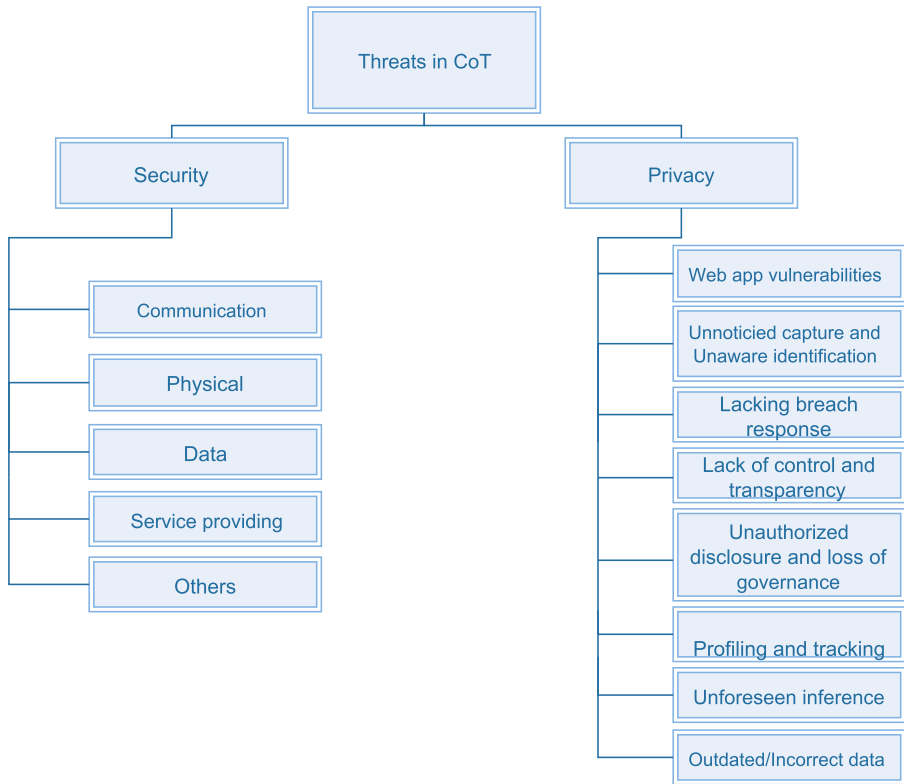 Threats in CoT
Security
Privacy
Communication
Physical
Data
Service providing
Others
Web app vulnerabilities
Unnoticied capture and
Unaware identification
Lacking breach
response
Lack of control and
transparency
Unauthorized
disclosure and loss of
governance
Profiling and tracking
Unforeseen inference
Outdated/Incorrect data